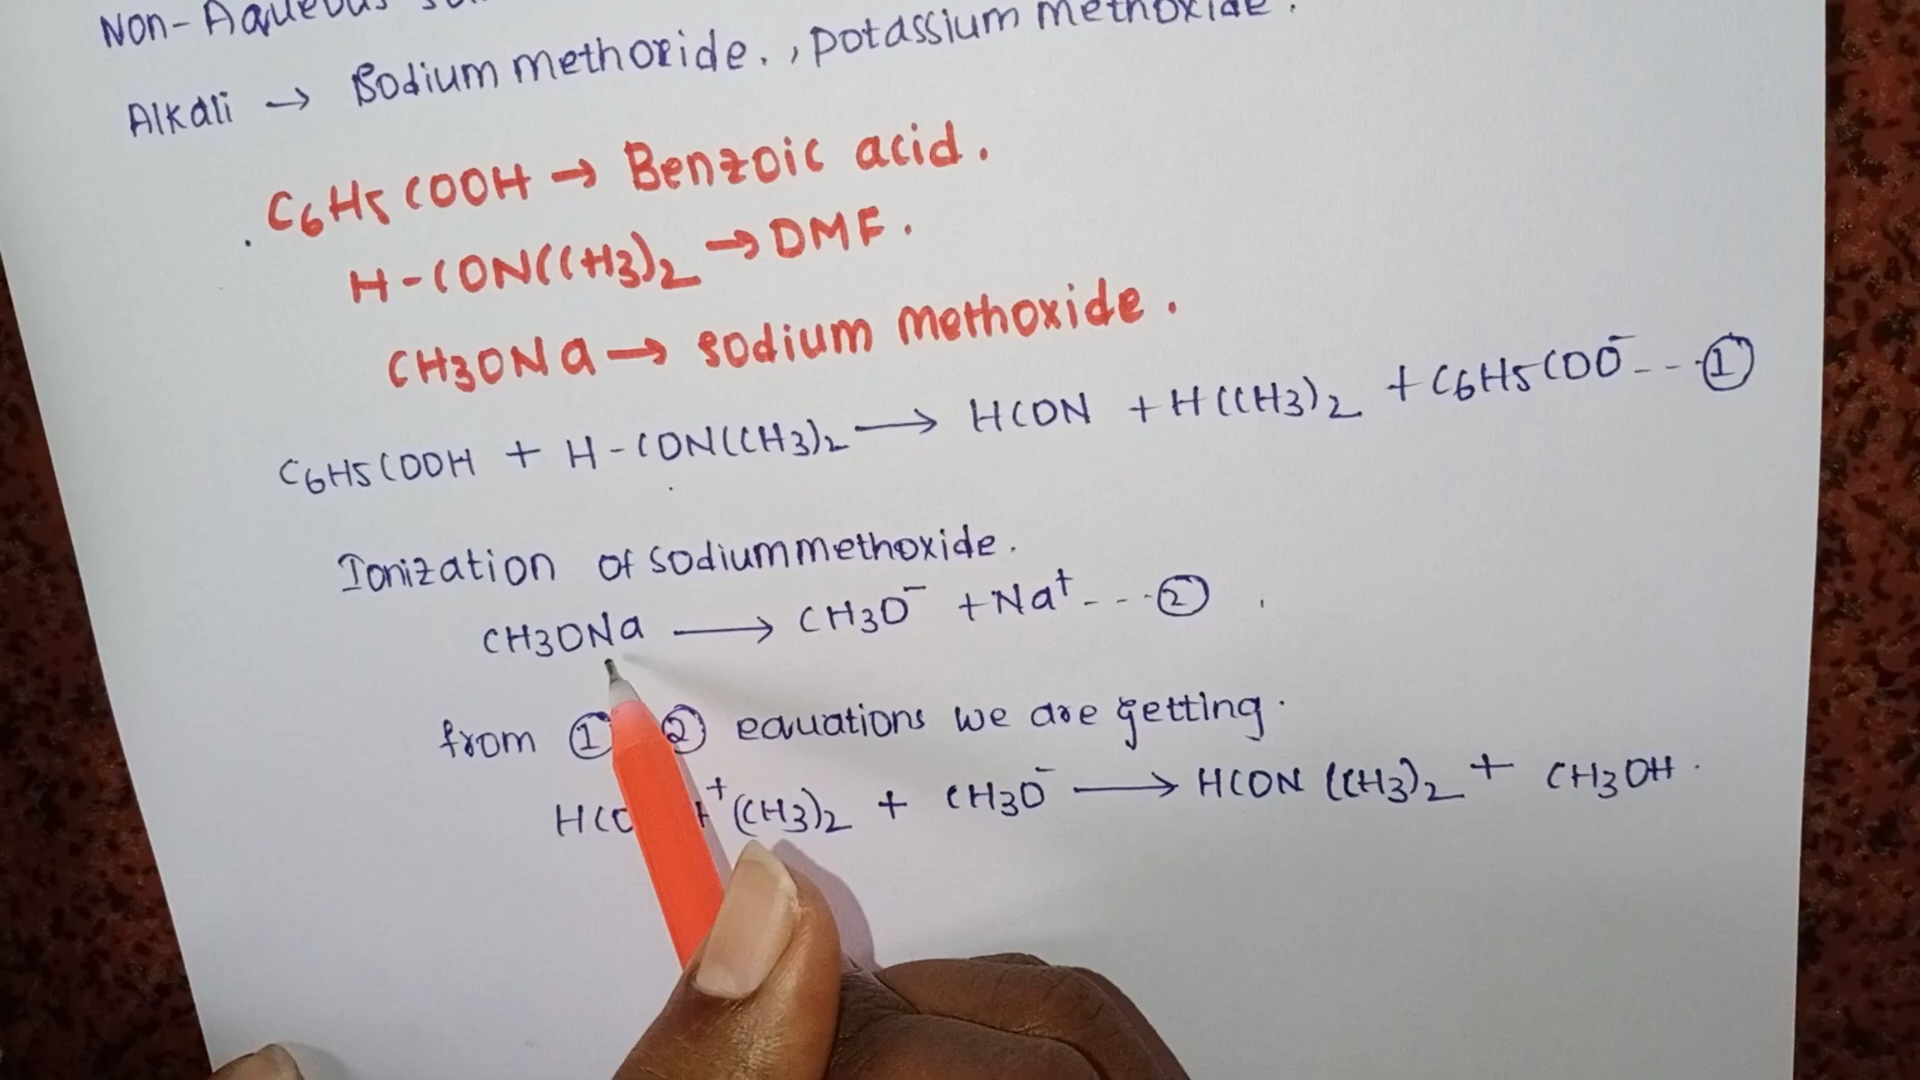 Non-Aqueous
Alkali → Sodium methoxide., potassium methoxide.
C6H5COOH → Benzoic acid.
H-CON(CH3)2 → DMF.
CH3ONa → sodium Methoxide.
C6H5COOH + H-CON(CH3)2 → HCON + H(CH3)2 + C6H5COO⁻ --- ①
Ionization of sodiummethoxide.
CH3ONa → CH3O⁻ + Na⁺ --- ②
from ① ② equations we are getting.
⁺(CH3)2 + CH3O⁻ → HCON (CH3)2 + CH3OH.